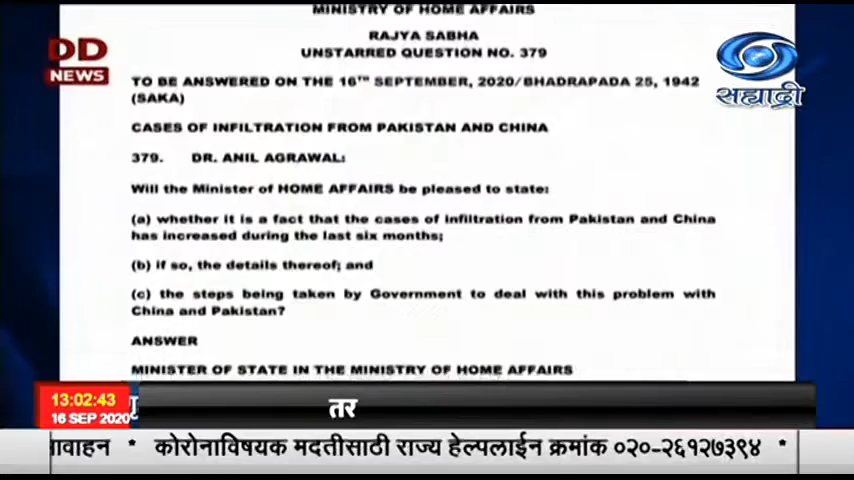 MINISTRY OF HOME AFFAIRS
RAJYA SABHA
UNSTARRED QUESTION NO. 379
TO BE ANSWERED ON THE 16TH SEPTEMBER, 2020/BHADRAPADA 25, 1942
(SAKA)
CASES OF INFILTRATION FROM PAKISTAN AND CHINA
379. DR. ANIL AGRAWAL:
Will the Minister of HOME AFFAIRS be pleased to state:
(a) whether it is a fact that the cases of infiltration from Pakistan and China
has increased during the last six months;
(b) if so, the details thereof; and
(c) the steps being taken by Government to deal with this problem with
China and Pakistan?
ANSWER
MINISTER OF STATE IN THE MINISTRY OF HOME AFFAIRS
DD
NEWS
सह्याद्री
13:02:43
16 SEP 2020
तर
कोरोनाविषयक मदतीसाठी राज्य हेल्पलाईन क्रमांक ०२०-२६१२७३९४ *